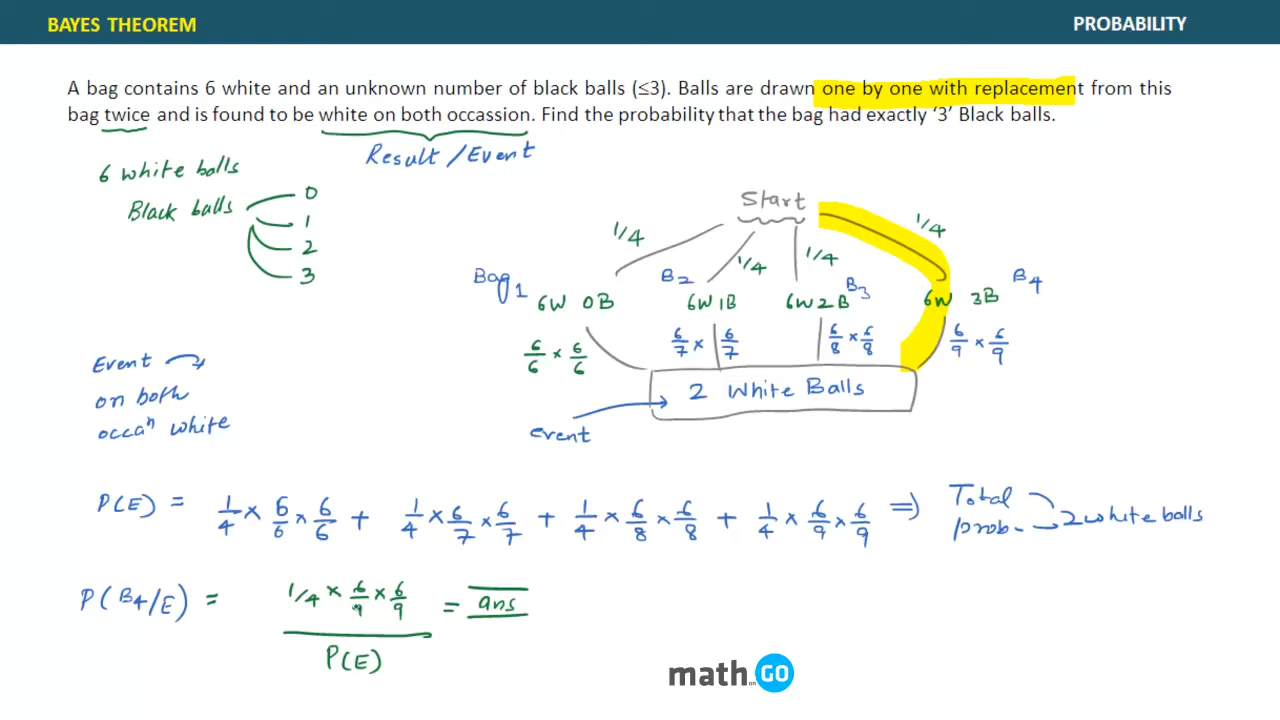 BAYES THEOREM
PROBABILITY
A bag contains 6 white and an unknown number of black balls (≤3). Balls are drawn one by one with replacement from this
bag twice and is found to be white on both occassion. Find the probability that the bag had exactly ‘3’ Black balls.
Result/Event
6 white balls
Black balls
0
1
2
3
Start
1/4
1/4
1/4
1/4
Bag 1
B2
B3
B4
6W 0B
6W 1B
6W 2B
6W 3B
6/6 × 6/6
6/7 × 6/7
6/8 × 6/8
6/9 × 6/9
2 White Balls
event
Event
on both
occaⁿ white
P(E) = 1/4 × 6/6 × 6/6 + 1/4 × 6/7 × 6/7 + 1/4 × 6/8 × 6/8 + 1/4 × 6/9 × 6/9 ⇒ Total prob. 2 white balls
P(B4/E) = 1/4 × 6/9 × 6/9 = ans
P(E)
math on GO